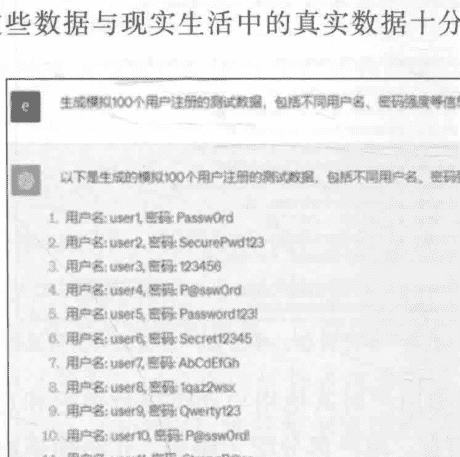 些数据与现实生活中的真实数据十分
e
生成模拟100个用户注册的测试数据，包括不同用户名、密码强度等信
以下是生成的模拟100个用户注册的测试数据，包括不同用户名、密码
1. 用户名: user1, 密码: Passw0rd
2. 用户名: user2, 密码: SecurePwd123
3. 用户名: user3, 密码: 123456
4. 用户名: user4, 密码: P@ssw0rd
5. 用户名: user5, 密码: Password123!
6. 用户名: user6, 密码: Secret12345
7. 用户名: user7, 密码: AbCdEfGh
8. 用户名: user8, 密码: 1qaz2wsx
9. 用户名: user9, 密码: Qwerty123
10. 用户名: user10, 密码: P@ssw0rd!